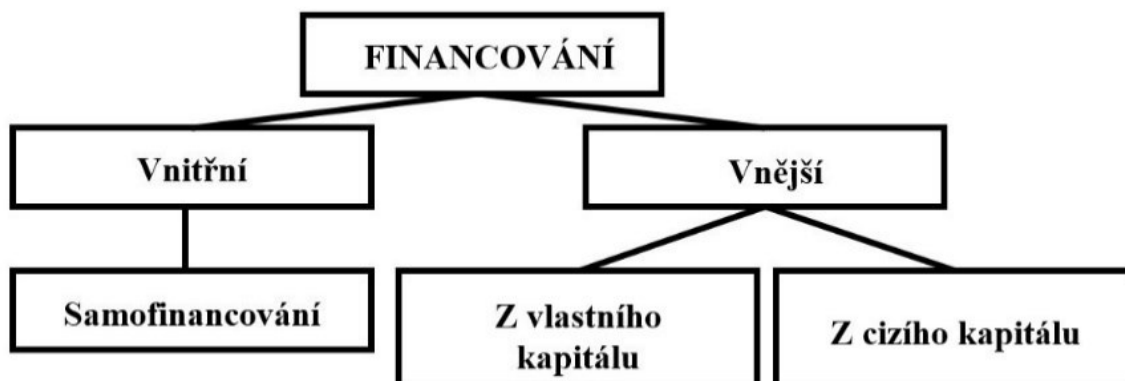 FINANCOVÁNÍ
Vnitřní
Vnější
Samofinancování
Z vlastního
kapitálu
Z cizího kapitálu